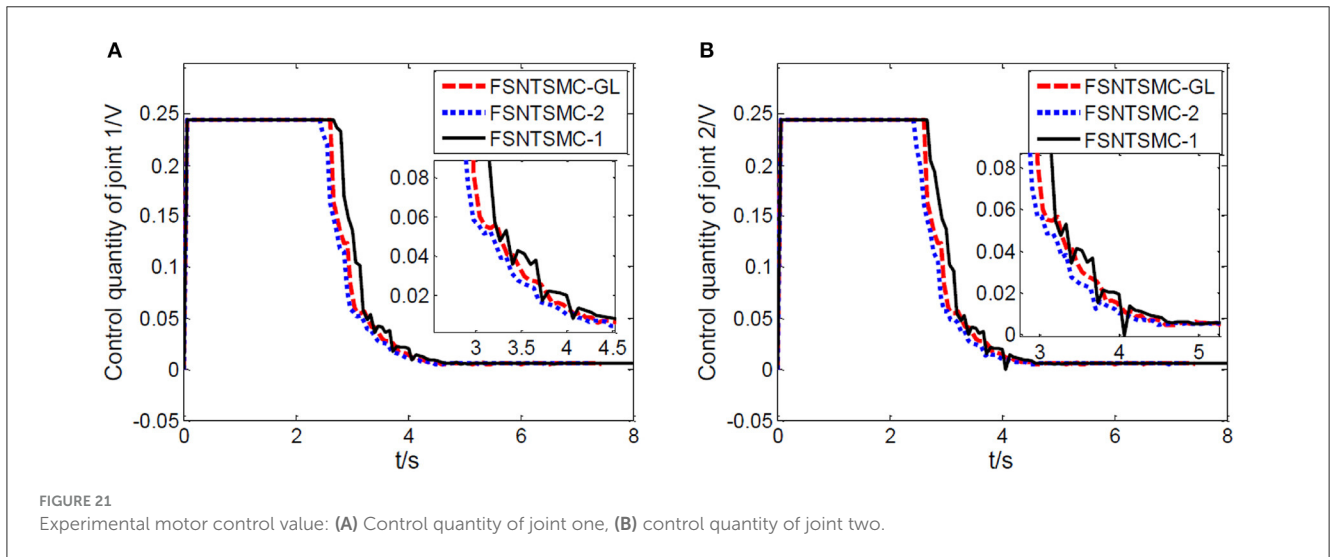 A
FSNTSMC-GL
FSNTSMC-2
FSNTSMC-1
Control quantity of joint 1/V
0.25
0.2
0.15
0.1
0.05
0
-0.05
0.08
0.06
0.04
0.02
3 3.5 4 4.5
0 2 4 6 8
t/s
B
FSNTSMC-GL
FSNTSMC-2
FSNTSMC-1
Control quantity of joint 2/V
0.25
0.2
0.15
0.1
0.05
0
-0.05
0.08
0.06
0.04
0.02
0
3 4 5
0 2 4 6 8
t/s
FIGURE 21
Experimental motor control value: (A) Control quantity of joint one, (B) control quantity of joint two.